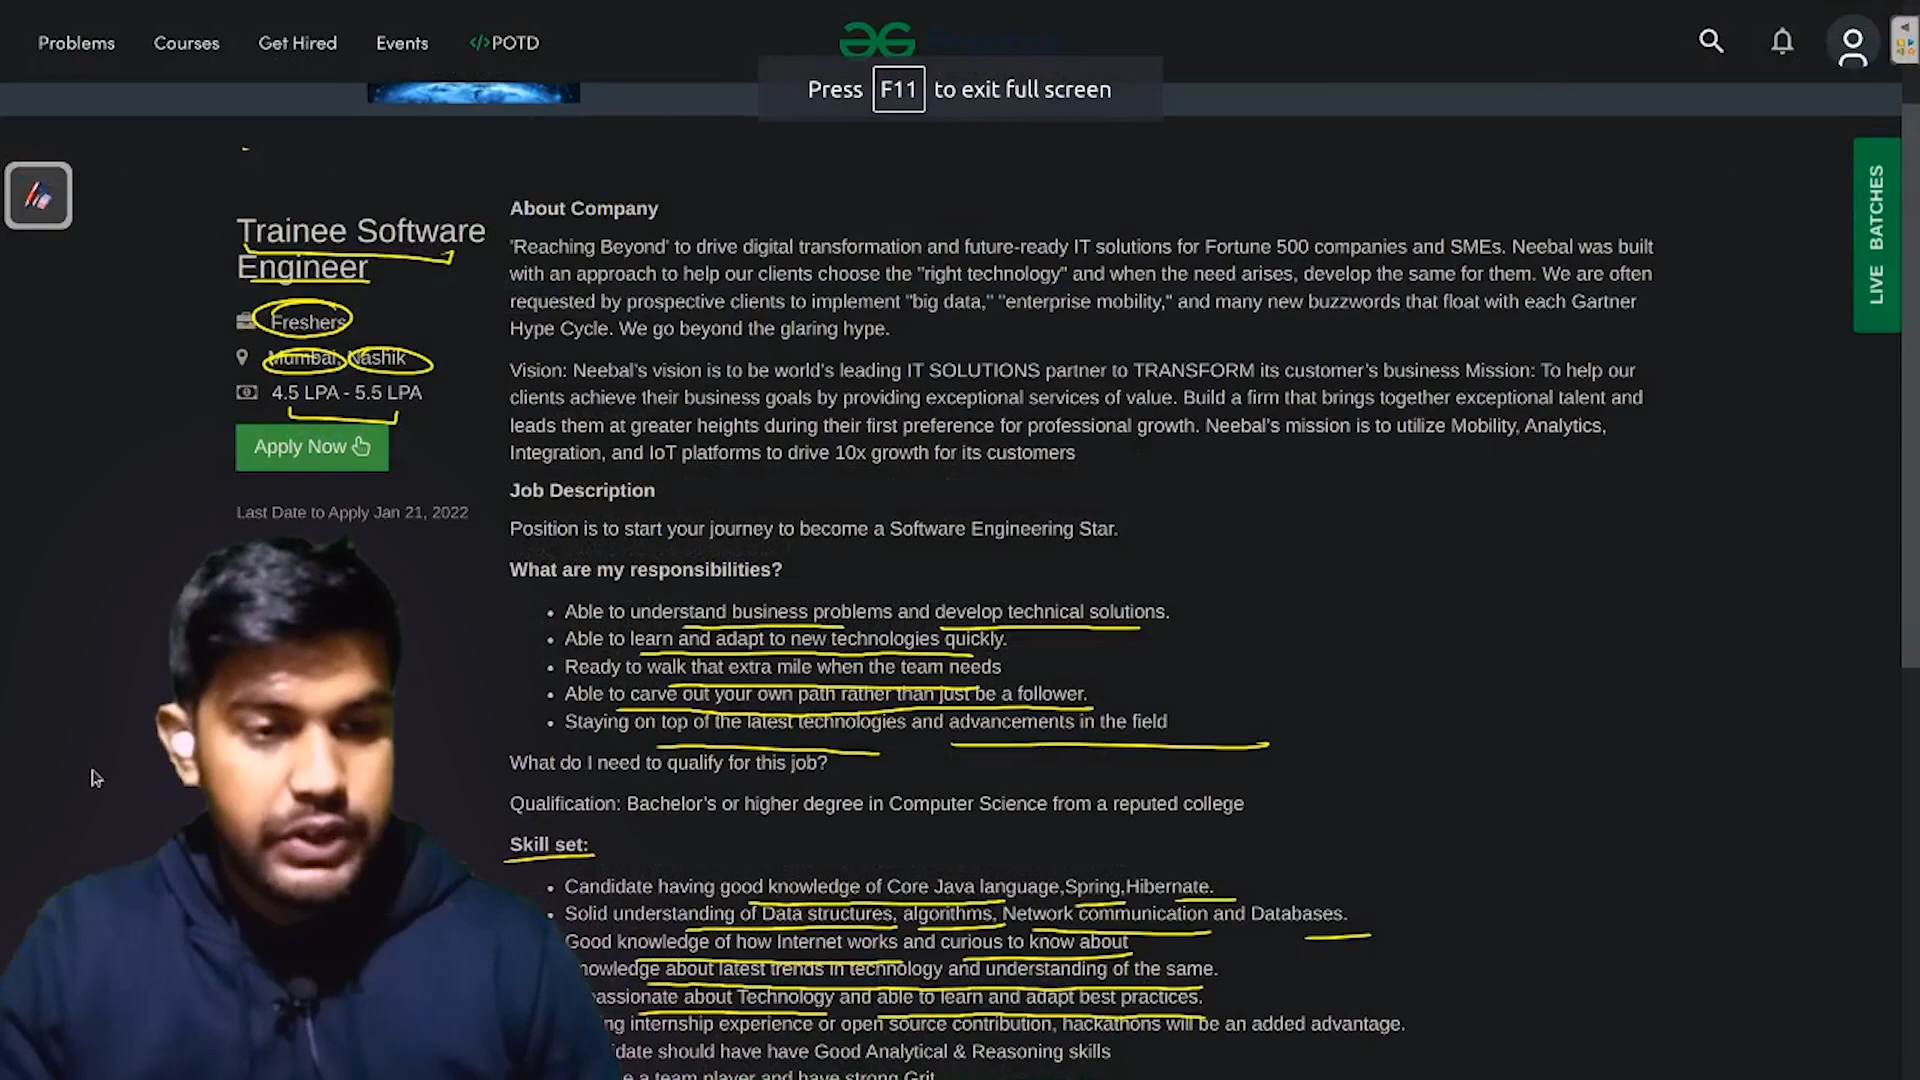 Problems Courses Get Hired Events </>POTD
Press F11 to exit full screen
LIVE BATCHES
Trainee Software
Engineer
Freshers
Mumbai, Nashik
4.5 LPA - 5.5 LPA
Apply Now
Last Date to Apply Jan 21, 2022
About Company
'Reaching Beyond' to drive digital transformation and future-ready IT solutions for Fortune 500 companies and SMEs. Neebal was built
with an approach to help our clients choose the "right technology" and when the need arises, develop the same for them. We are often
requested by prospective clients to implement "big data," "enterprise mobility," and many new buzzwords that float with each Gartner
Hype Cycle. We go beyond the glaring hype.
Vision: Neebal's vision is to be world's leading IT SOLUTIONS partner to TRANSFORM its customer's business Mission: To help our
clients achieve their business goals by providing exceptional services of value. Build a firm that brings together exceptional talent and
leads them at greater heights during their first preference for professional growth. Neebal's mission is to utilize Mobility, Analytics,
Integration, and IoT platforms to drive 10x growth for its customers
Job Description
Position is to start your journey to become a Software Engineering Star.
What are my responsibilities?
• Able to understand business problems and develop technical solutions.
• Able to learn and adapt to new technologies quickly.
• Ready to walk that extra mile when the team needs
• Able to carve out your own path rather than just be a follower.
• Staying on top of the latest technologies and advancements in the field
What do I need to qualify for this job?
Qualification: Bachelor's or higher degree in Computer Science from a reputed college
Skill set:
• Candidate having good knowledge of Core Java language,Spring,Hibernate.
• Solid understanding of Data structures, algorithms, Network communication and Databases.
Good knowledge of how Internet works and curious to know about
nowledge about latest trends in technology and understanding of the same.
assionate about Technology and able to learn and adapt best practices.
ng internship experience or open source contribution, hackathons will be an added advantage.
idate should have have Good Analytical & Reasoning skills
e a team player and have strong Grit